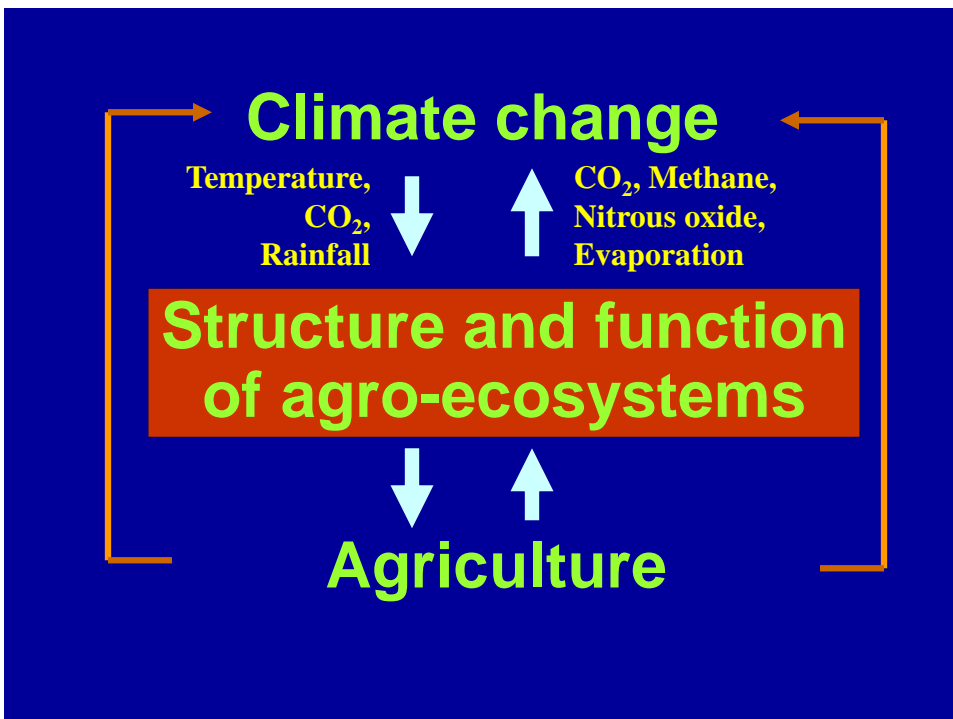 Climate change
Temperature,
CO₂,
Rainfall
CO₂, Methane,
Nitrous oxide,
Evaporation
Structure and function
of agro-ecosystems
Agriculture